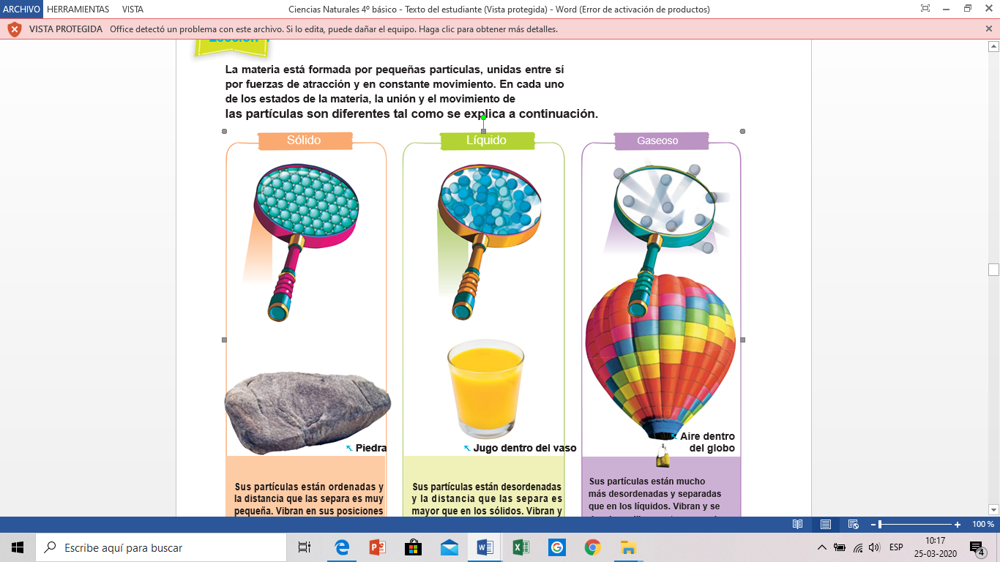 ARCHIVO HERRAMIENTAS VISTA
Ciencias Naturales 4º básico - Texto del estudiante (Vista protegida) - Word (Error de activación de productos)
VISTA PROTEGIDA Office detectó un problema con este archivo. Si lo edita, puede dañar el equipo. Haga clic para obtener más detalles.
La materia está formada por pequeñas partículas, unidas entre sí
por fuerzas de atracción y en constante movimiento. En cada uno
de los estados de la materia, la unión y el movimiento de
las partículas son diferentes tal como se explica a continuación.
Sólido
Líquido
Gaseoso
Piedra
Jugo dentro del vaso
Aire dentro
del globo
Sus partículas están ordenadas y
la distancia que las separa es muy
pequeña. Vibran en sus posiciones
Sus partículas están desordenadas
y la distancia que las separa es
mayor que en los sólidos. Vibran y
Sus partículas están mucho
más desordenadas y separadas
que en los líquidos. Vibran y se
100 %
Escribe aquí para buscar
ESP
10:17
25-03-2020
4